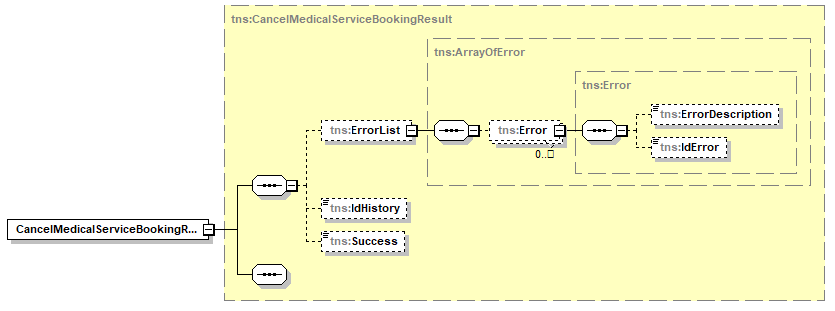 tns:CancelMedicalServiceBookingResult
tns:ArrayOfError
tns:Error
tns:ErrorDescription
tns:ErrorList
tns:Error
tns:IdError
0..
tns:IdHistory
CancelMedicalServiceBookingR...
tns:Success